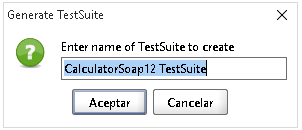 Generate TestSuite
Enter name of TestSuite to create
CalculatorSoap12 TestSuite
Aceptar Cancelar